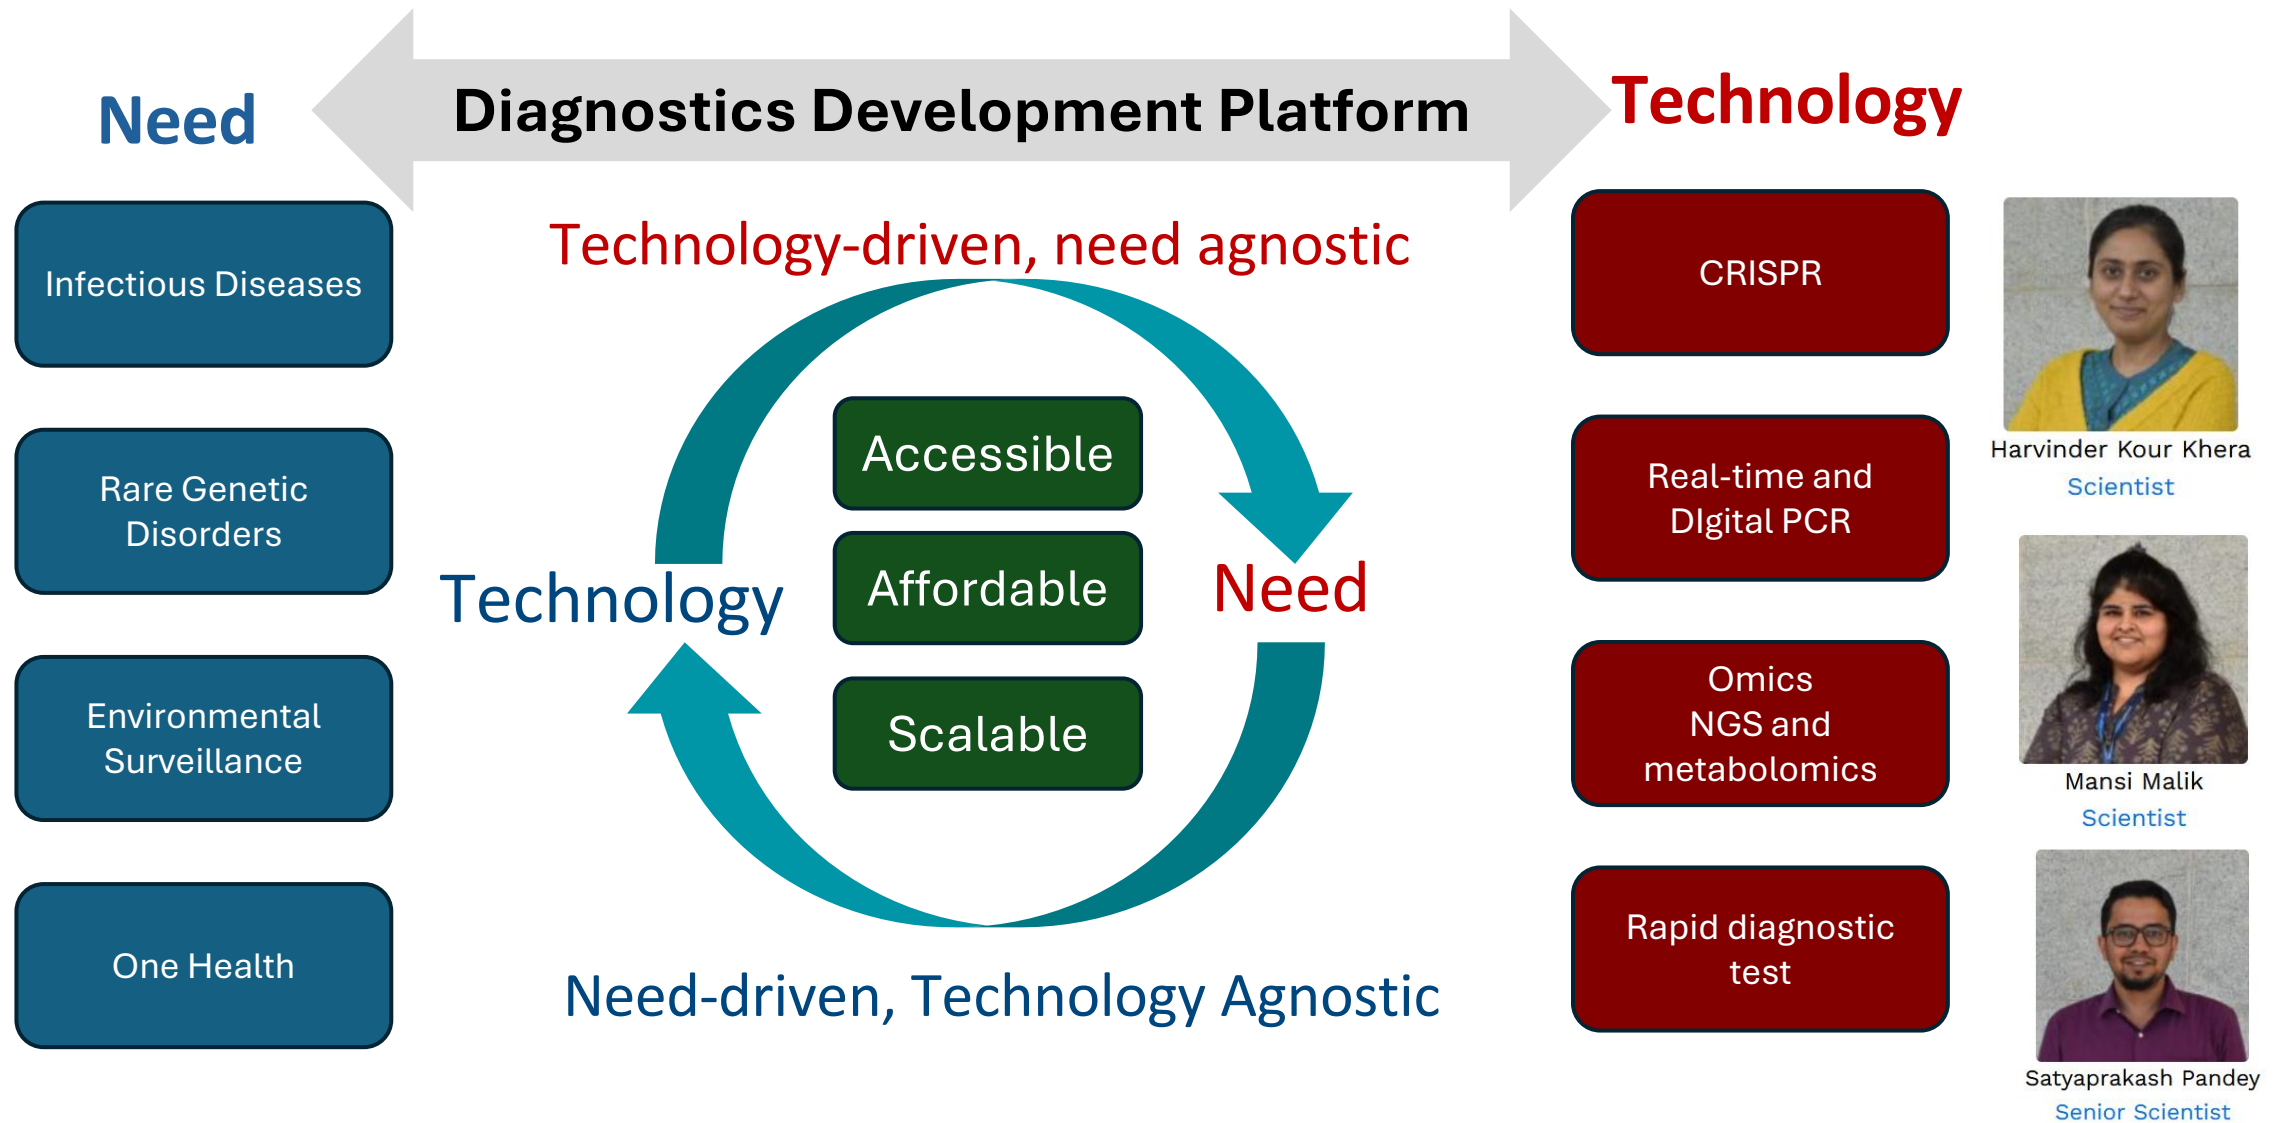 Need
Diagnostics Development Platform
Technology
Infectious Diseases
Rare Genetic
Disorders
Environmental
Surveillance
One Health
Technology-driven, need agnostic
Technology
Need
Accessible
Affordable
Scalable
Need-driven, Technology Agnostic
CRISPR
Real-time and
DIgital PCR
Omics
NGS and
metabolomics
Rapid diagnostic
test
Harvinder Kour Khera
Scientist
Mansi Malik
Scientist
Satyaprakash Pandey
Senior Scientist